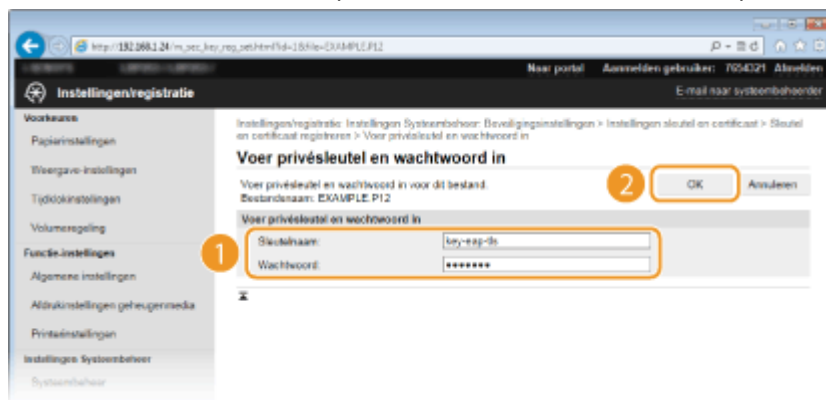 http://192.168.1.24/m_sec_key_reg_set.html?id=1&file=EXAMPLE.P12
Naar portal Aanmelden gebruiker: 7654321 Afmelden
Instellingen/registratie
E-mail naar systeembeheerder
Voorkeuren
Papierinstellingen
Weergave-instellingen
Tijdklokinstellingen
Volumeregeling
Functie-instellingen
Algemene instellingen
Afdrukinstellingen geheugenmedia
Printerinstellingen
Instellingen Systeembeheer
Systeembeheer
Instellingen/registratie: Instellingen Systeembeheer: Beveiligingsinstellingen > Instellingen sleutel en certificaat > Sleutel
en certificaat registreren > Voer privésleutel en wachtwoord in
Voer privésleutel en wachtwoord in
Voer privésleutel en wachtwoord in voor dit bestand.
Bestandsnaam: EXAMPLE.P12
2
OK Annuleren
Voer privésleutel en wachtwoord in
1
Sleutelnaam: key-eap-tls
Wachtwoord: •••••••